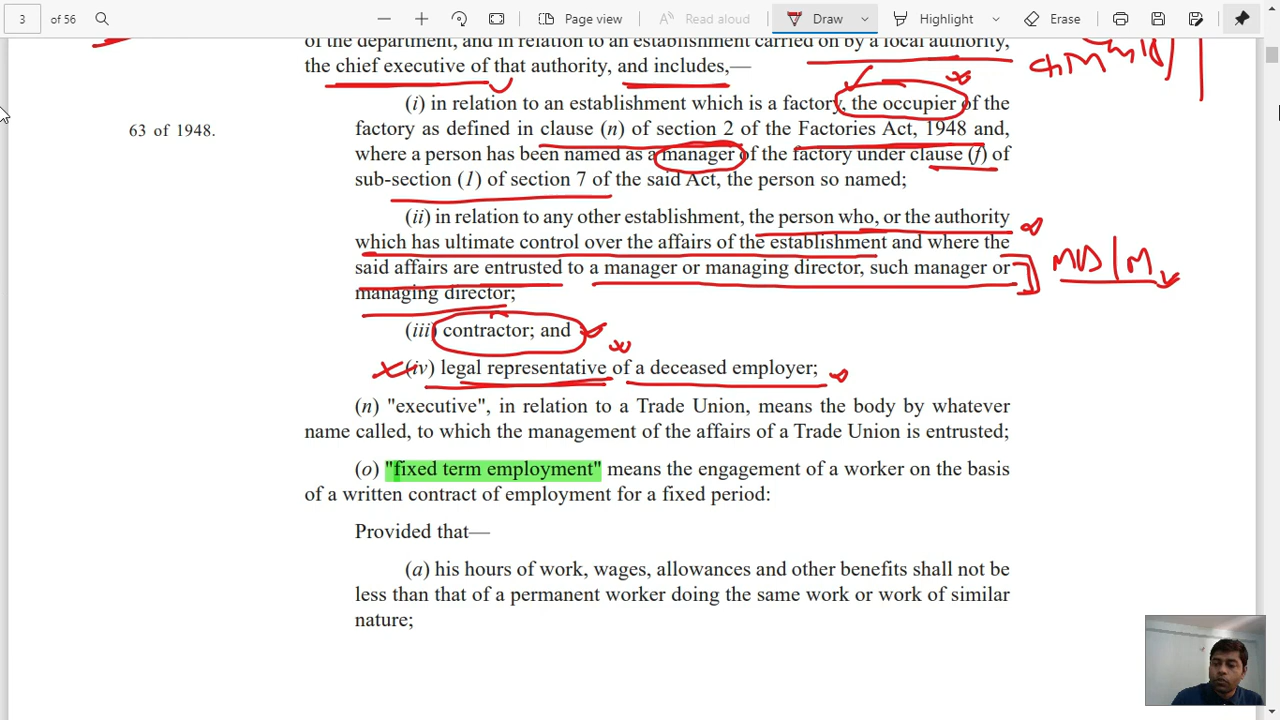 3 of 56 Page view Read aloud Draw Highlight Erase
of the department, and in relation to an establishment carried on by a local authority,
the chief executive of that authority, and includes,—
(i) in relation to an establishment which is a factory, the occupier of the
63 of 1948.
factory as defined in clause (n) of section 2 of the Factories Act, 1948 and,
where a person has been named as a manager of the factory under clause (f) of
sub-section (1) of section 7 of the said Act, the person so named;
(ii) in relation to any other establishment, the person who, or the authority
which has ultimate control over the affairs of the establishment and where the
said affairs are entrusted to a manager or managing director, such manager or
MD/M
managing director;
(iii) contractor; and
(iv) legal representative of a deceased employer;
(n) "executive", in relation to a Trade Union, means the body by whatever
name called, to which the management of the affairs of a Trade Union is entrusted;
(o) "fixed term employment" means the engagement of a worker on the basis
of a written contract of employment for a fixed period:
Provided that—
(a) his hours of work, wages, allowances and other benefits shall not be
less than that of a permanent worker doing the same work or work of similar
nature;